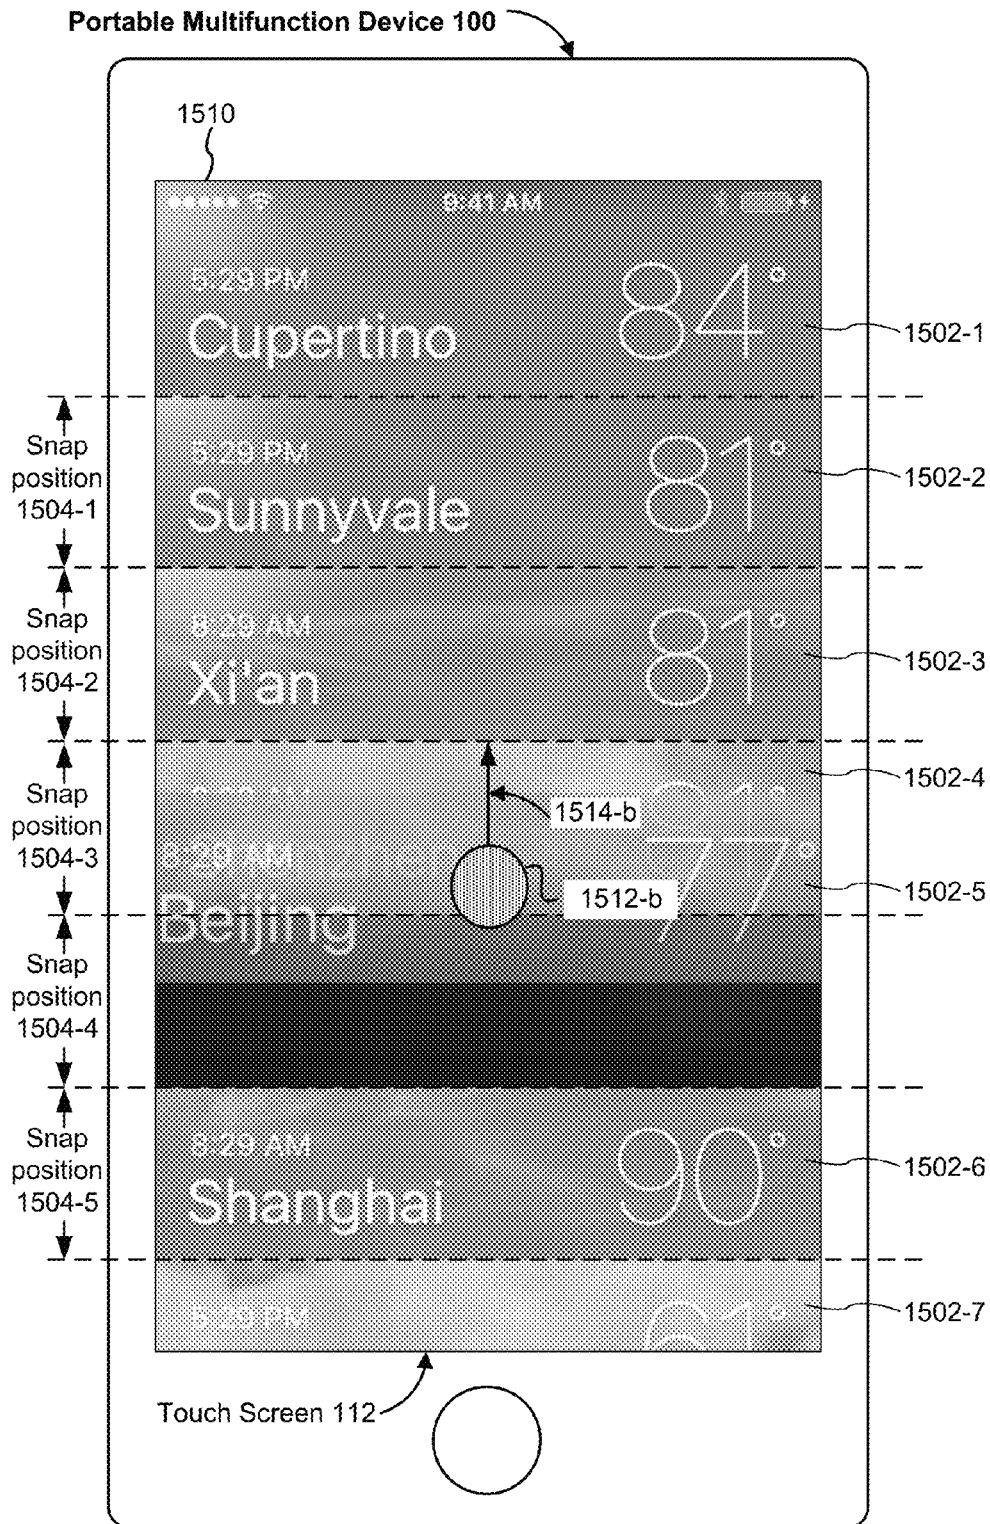 Portable Multifunction Device 100
1510
9:41 AM
5:29 PM
84°
Cupertino
1502-1
Snap
position
1504-1
5:29 PM
81°
Sunnyvale
1502-2
Snap
position
1504-2
8:29 AM
81°
Xi'an
1502-3
Snap
position
1504-3
1502-4
1514-b
8:29 AM
77°
1512-b
1502-5
Beijing
Snap
position
1504-4
Snap
position
1504-5
8:29 AM
90°
Shanghai
1502-6
5:29 PM
61°
1502-7
Touch Screen 112